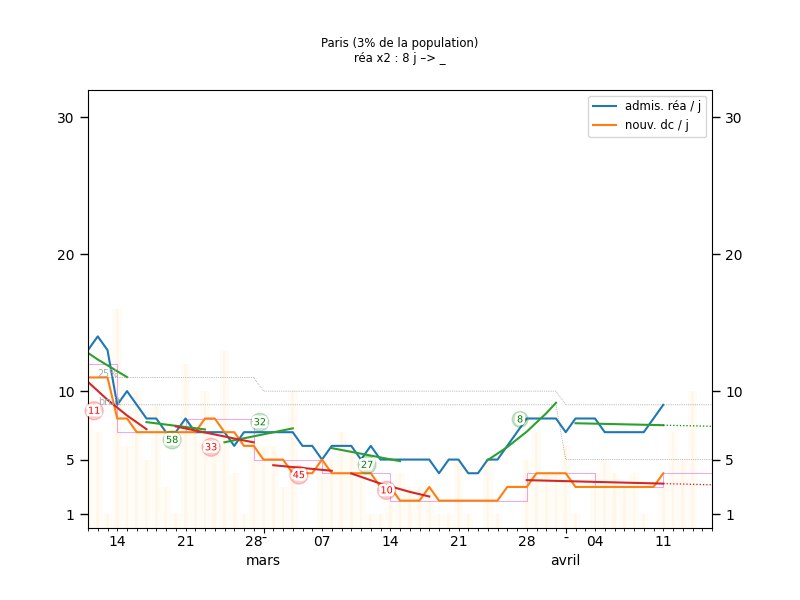 Paris (3% de la population)
réa x2 : 8 j –> _
admis. réa / j
nouv. dc / j
30 30
20 20
10 10
5 5
1 1
25%
11
58
33
32
45
27
10
8
14 21 28 07 14 21 28 04 11
mars avril